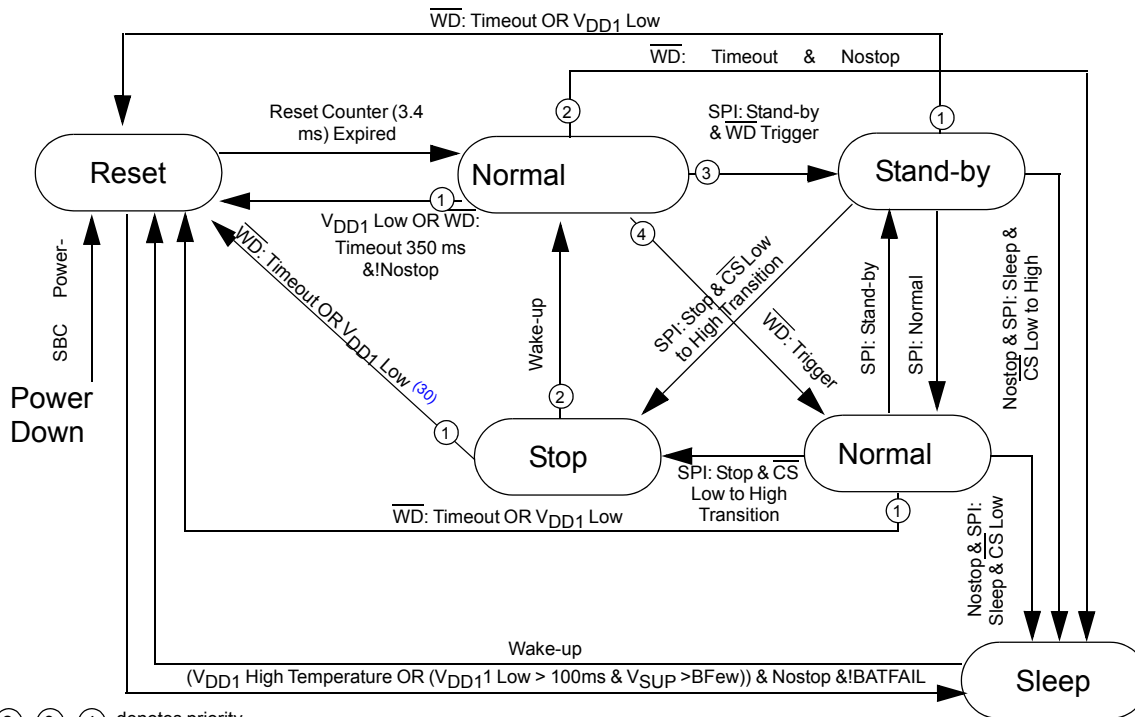 WD: Timeout OR VDD1 Low
WD: Timeout & Nostop
Reset Counter (3.4
ms) Expired
2
SPI: Stand-by
& WD Trigger
1
Reset
Normal
3
Stand-by
1
VDD1 Low OR WD:
Timeout 350 ms
&!Nostop
4
SBC Power-
WD: Timeout OR VDD1 Low (30)
Wake-up
SPI: Stop & CS Low
to High Transition
WD: Trigger
SPI: Stand-by
SPI: Normal
Nostop & SPI: Sleep &
CS Low to High
Power
Down
2
1
Stop
Normal
SPI: Stop & CS
Low to High
Transition
1
WD: Timeout OR VDD1 Low
Nostop & SPI:
Sleep & CS Low
Wake-up
(VDD1 High Temperature OR (VDD11 Low > 100ms & VSUP >BFew)) & Nostop &!BATFAIL
Sleep
denotes priority